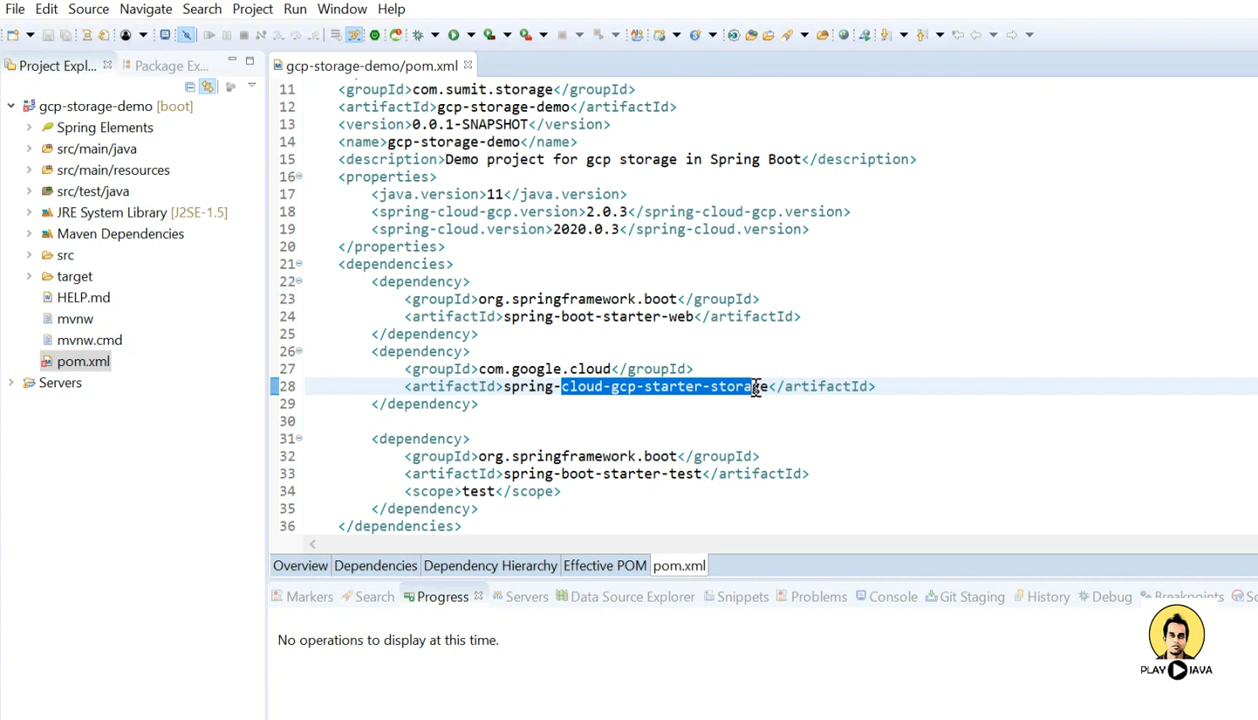 File Edit Source Navigate Search Project Run Window Help
Project Expl...
Package Ex...
gcp-storage-demo/pom.xml
gcp-storage-demo [boot]
Spring Elements
src/main/java
src/main/resources
src/test/java
JRE System Library [J2SE-1.5]
Maven Dependencies
src
target
HELP.md
mvnw
mvnw.cmd
pom.xml
Servers
11 <groupId>com.sumit.storage</groupId>
12 <artifactId>gcp-storage-demo</artifactId>
13 <version>0.0.1-SNAPSHOT</version>
14 <name>gcp-storage-demo</name>
15 <description>Demo project for gcp storage in Spring Boot</description>
16 <properties>
17 <java.version>11</java.version>
18 <spring-cloud-gcp.version>2.0.3</spring-cloud-gcp.version>
19 <spring-cloud.version>2020.0.3</spring-cloud.version>
20 </properties>
21 <dependencies>
22 <dependency>
23 <groupId>org.springframework.boot</groupId>
24 <artifactId>spring-boot-starter-web</artifactId>
25 </dependency>
26 <dependency>
27 <groupId>com.google.cloud</groupId>
28 <artifactId>spring-cloud-gcp-starter-storage</artifactId>
29 </dependency>
30
31 <dependency>
32 <groupId>org.springframework.boot</groupId>
33 <artifactId>spring-boot-starter-test</artifactId>
34 <scope>test</scope>
35 </dependency>
36 </dependencies>
Overview Dependencies Dependency Hierarchy Effective POM pom.xml
Markers Search Progress Servers Data Source Explorer Snippets Problems Console Git Staging History Debug Breakpoints
No operations to display at this time.
PLAY JAVA